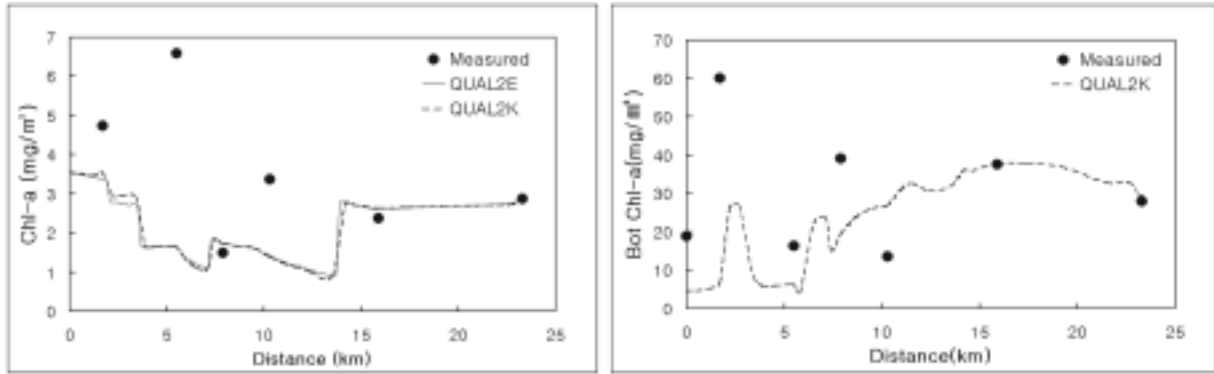 Chl-a (mg/m³)
7
6
5
4
3
2
1
0
Measured
QUAL2E
QUAL2K
0 5 10 15 20 25
Distance (km)
Bot Chl-a(mg/m²)
70
60
50
40
30
20
10
0
Measured
QUAL2K
0 5 10 15 20 25
Distance(km)